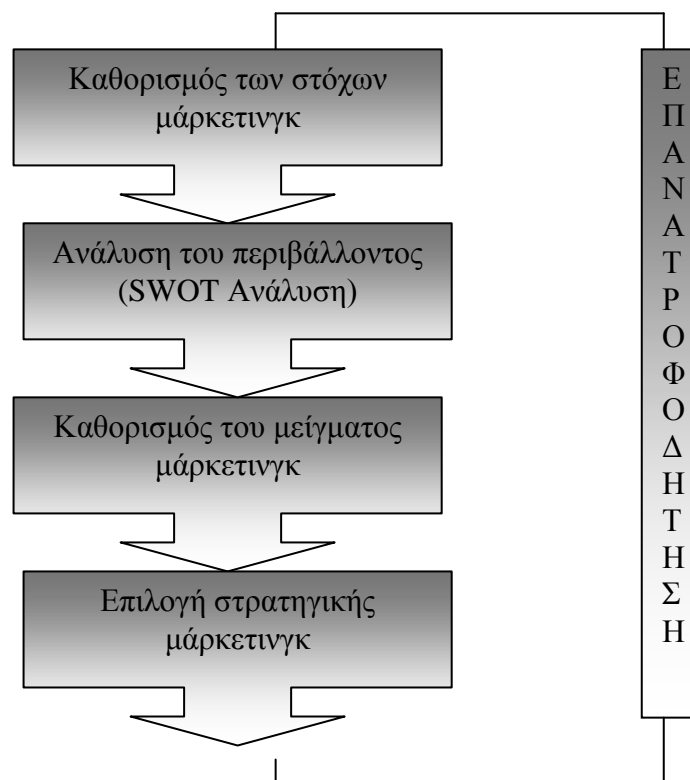 Καθορισμός των στόχων
μάρκετινγκ
Ανάλυση του περιβάλλοντος
(SWOT Ανάλυση)
Καθορισμός του μείγματος
μάρκετινγκ
Επιλογή στρατηγικής
μάρκετινγκ
Ε
Π
Α
Ν
Α
Τ
Ρ
Ο
Φ
Ο
Δ
Η
Τ
Η
Σ
Η